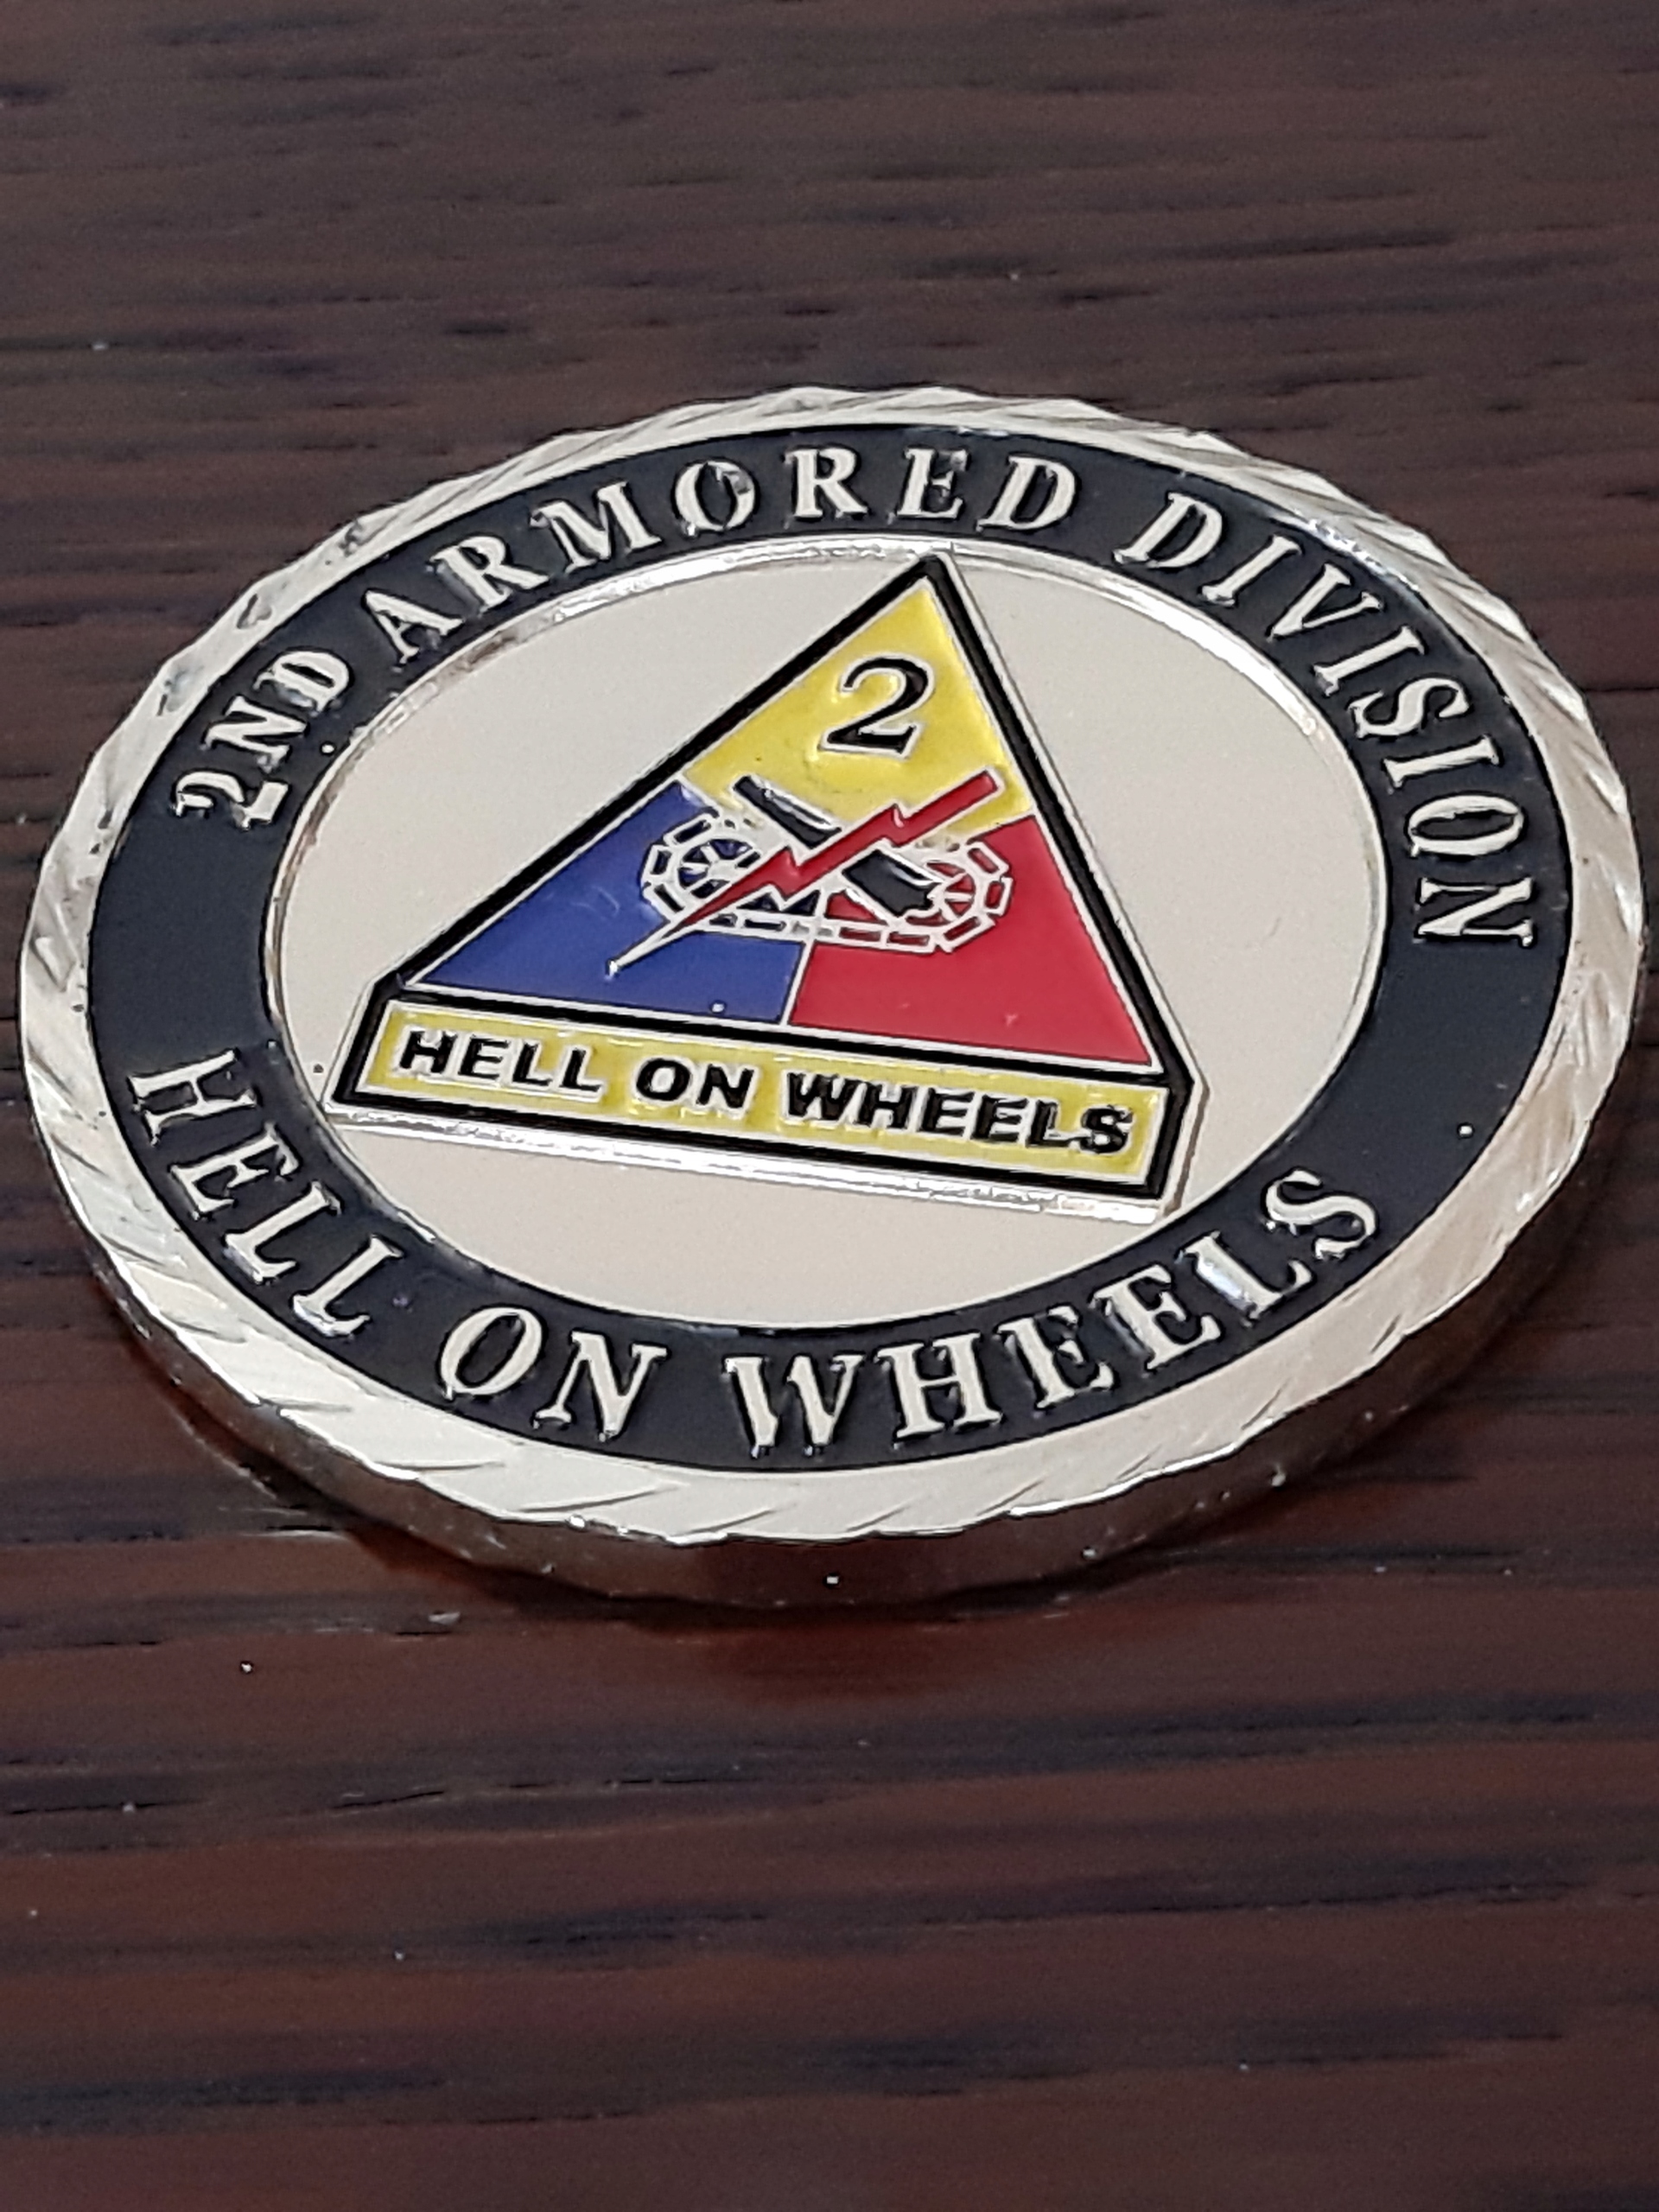 2ND ARMORED DIVISION
2
HELL ON WHEELS
HELL ON WHEELS